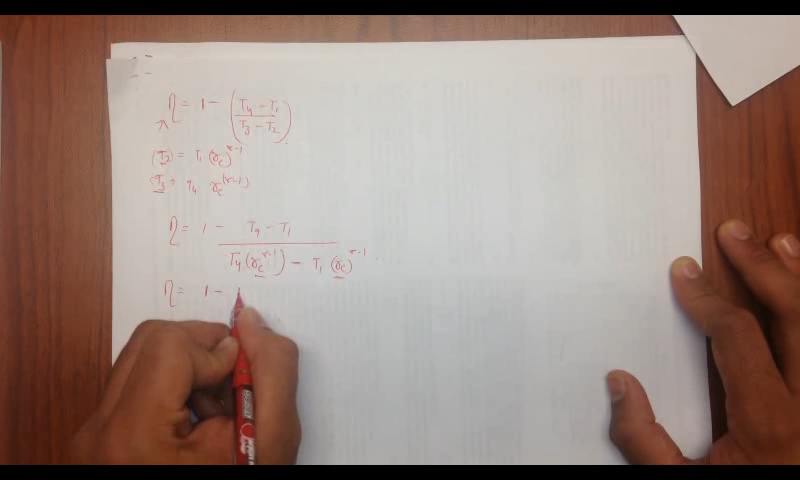 η = 1 - ( (T4 - T1) / (T3 - T2) )
(T2) = T1 (rc)^γ-1
(T3 = T4 rc^(γ-1)
η = 1 - (T4 - T1) / (T4 (rc^γ-1) - T1 (rc)^γ-1)
η = 1 -